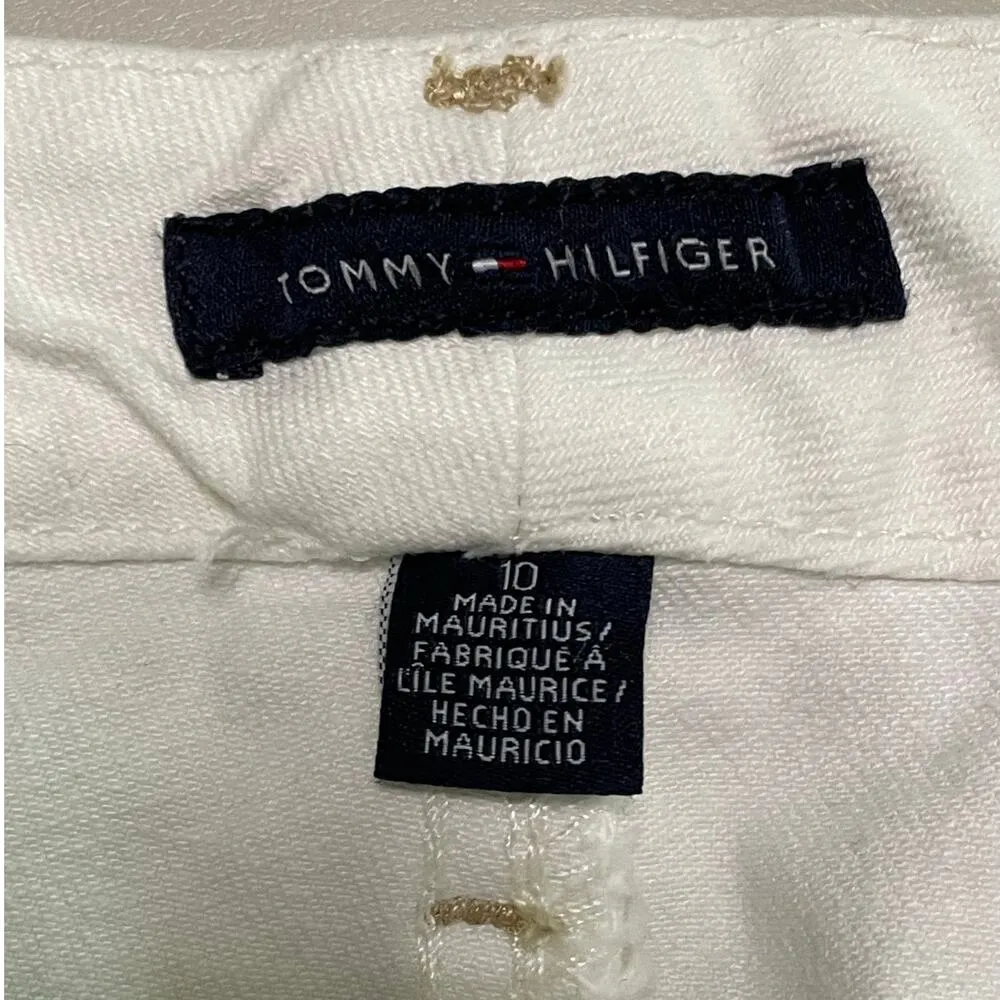 TOMMY HILFIGER
10
MADE IN
MAURITIUS/
FABRIQUÉ À
L'ÎLE MAURICE/
HECHO EN
MAURICIO